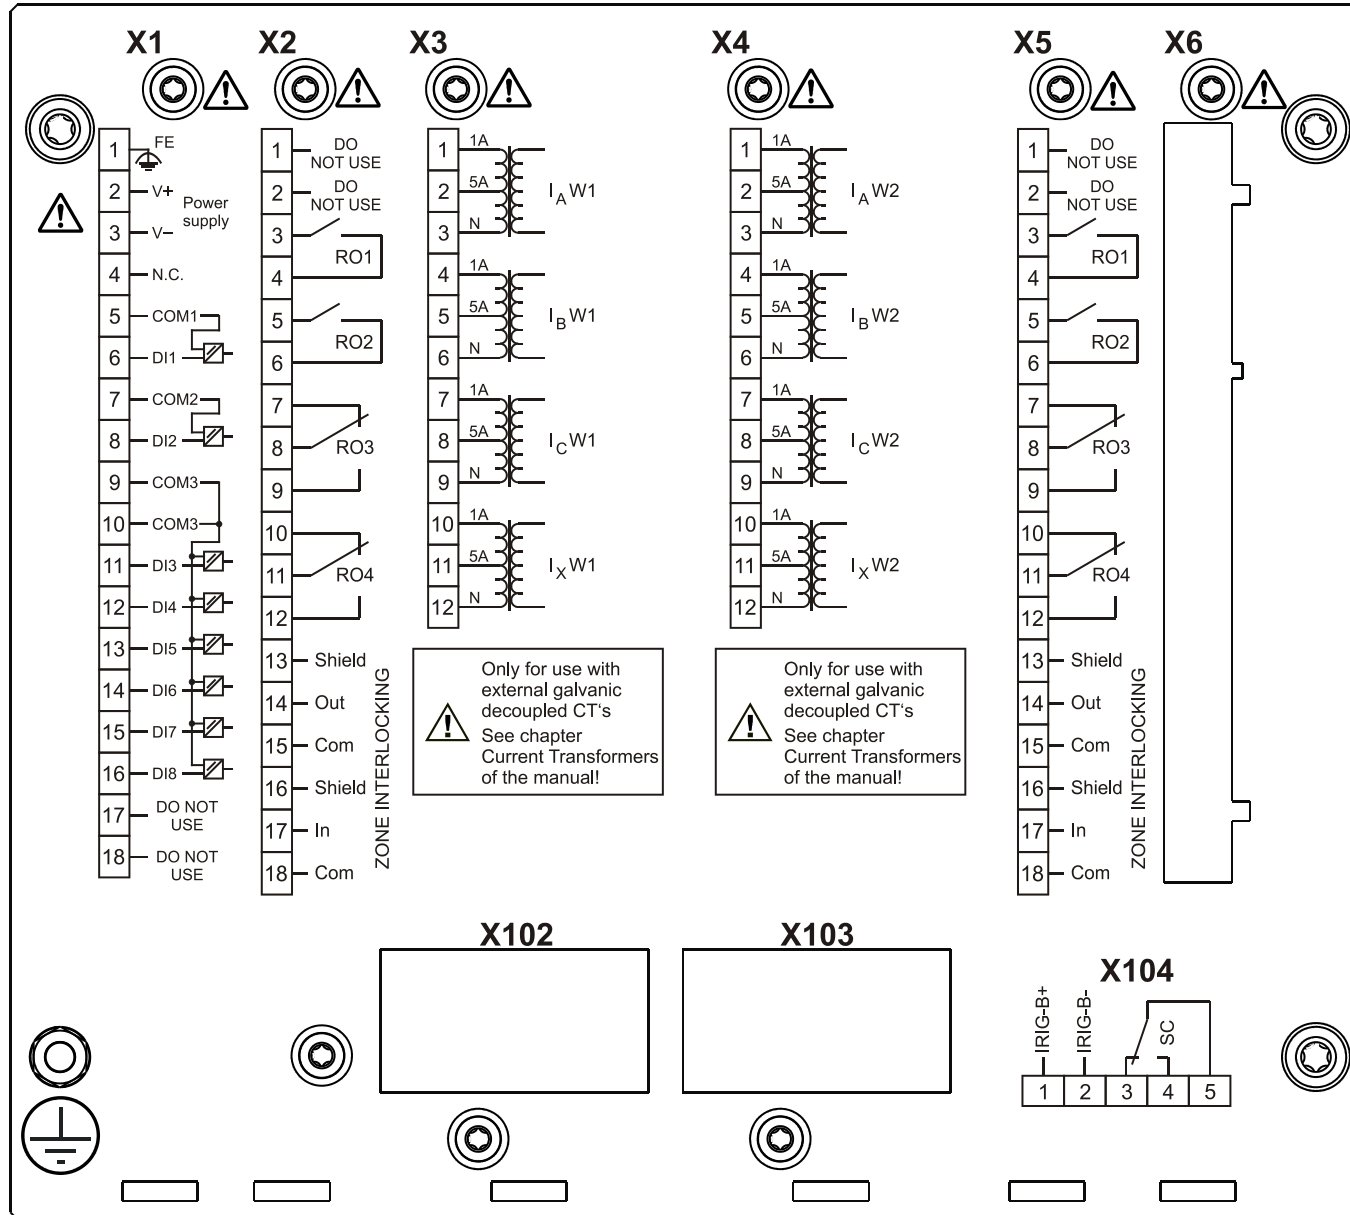 X1
X2
X3
X4
X5
X6
1 FE
2 V+
Power
supply
3 V–
4 N.C.
5 COM1
6 DI1
7 COM2
8 DI2
9 COM3
10 COM3
11 DI3
12 DI4
13 DI5
14 DI6
15 DI7
16 DI8
17 DO NOT
USE
18 DO NOT
USE
1 DO
NOT USE
2 DO
NOT USE
3
RO1
4
5
RO2
6
7
8 RO3
9
10
11 RO4
12
13 Shield
14 Out
15 Com
16 Shield
17 In
18 Com
ZONE INTERLOCKING
1 1A
2 5A IA W1
3 N
4 1A
5 5A IB W1
6 N
7 1A
8 5A IC W1
9 N
10 1A
11 5A IX W1
12 N
Only for use with
external galvanic
decoupled CT's
See chapter
Current Transformers
of the manual!
1 1A
2 5A IA W2
3 N
4 1A
5 5A IB W2
6 N
7 1A
8 5A IC W2
9 N
10 1A
11 5A IX W2
12 N
Only for use with
external galvanic
decoupled CT's
See chapter
Current Transformers
of the manual!
1 DO
NOT USE
2 DO
NOT USE
3
RO1
4
5
RO2
6
7
8 RO3
9
10
11 RO4
12
13 Shield
14 Out
15 Com
16 Shield
17 In
18 Com
ZONE INTERLOCKING
X102
X103
X104
IRIG-B+
IRIG-B-
SC
1 2 3 4 5